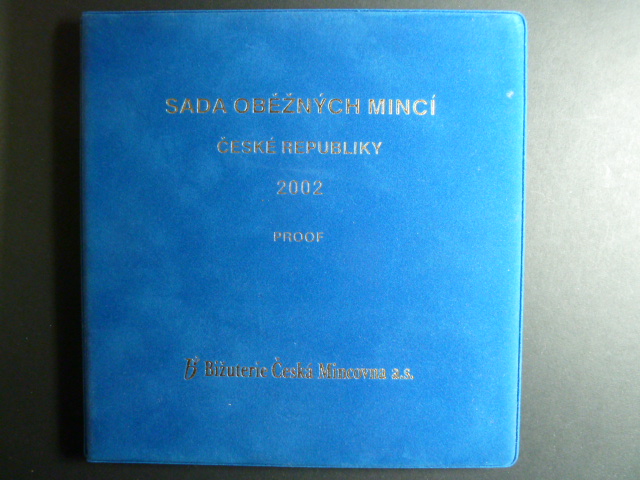 SADA OBĚŽNÝCH MINCÍ
ČESKÉ REPUBLIKY
2002
PROOF
Bižuterie Česká Mincovna a.s.